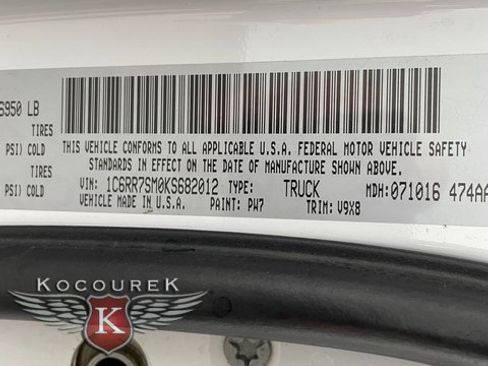 6950 LB
TIRES
PSI) COLD
TIRES
PSI) COLD
THIS VEHICLE CONFORMS TO ALL APPLICABLE U.S.A. FEDERAL MOTOR VEHICLE SAFETY
STANDARDS IN EFFECT ON THE DATE OF MANUFACTURE SHOWN ABOVE.
VIN: 1C6RR7SM0KS682012 TYPE: TRUCK MDH: 071016 474AA
VEHICLE MADE IN U.S.A. PAINT: PW7 TRIM: V9X8
KOCOUREK
K